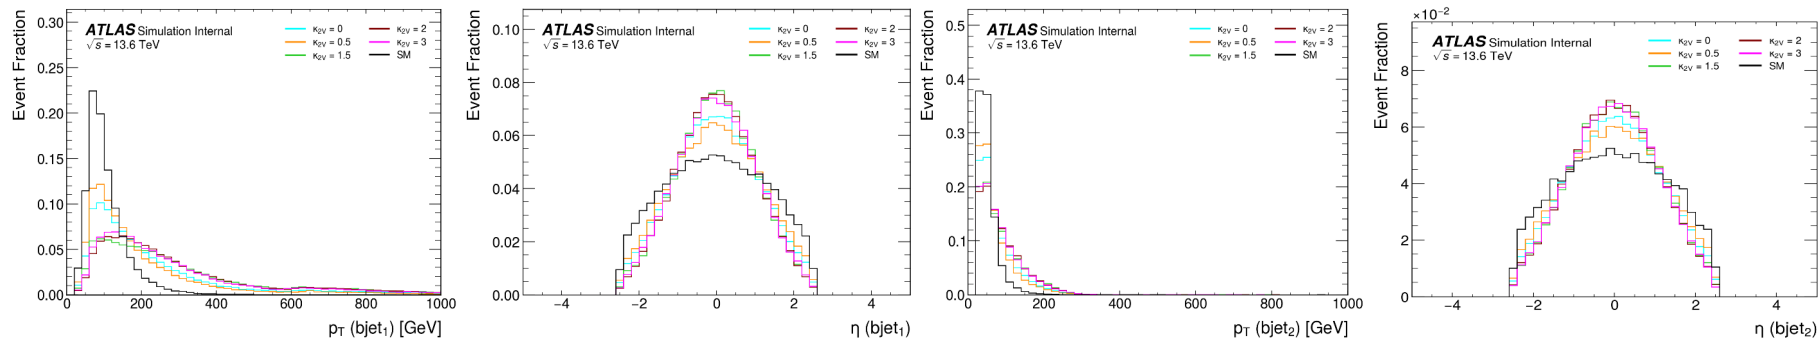 Event Fraction
0.30
0.25
0.20
0.15
0.10
0.05
0.00
ATLAS Simulation Internal
√s = 13.6 TeV
κ2V = 0
κ2V = 0.5
κ2V = 1.5
κ2V = 2
κ2V = 3
SM
0 200 400 600 800 1000
pT (bjet1) [GeV]
Event Fraction
0.10
0.08
0.06
0.04
0.02
0.00
ATLAS Simulation Internal
√s = 13.6 TeV
κ2V = 0
κ2V = 0.5
κ2V = 1.5
κ2V = 2
κ2V = 3
SM
−4 −2 0 2 4
η (bjet1)
Event Fraction
0.5
0.4
0.3
0.2
0.1
0.0
ATLAS Simulation Internal
√s = 13.6 TeV
κ2V = 0
κ2V = 0.5
κ2V = 1.5
κ2V = 2
κ2V = 3
SM
0 200 400 600 800 1000
pT (bjet2) [GeV]
×10−2
Event Fraction
8
6
4
2
0
ATLAS Simulation Internal
√s = 13.6 TeV
κ2V = 0
κ2V = 0.5
κ2V = 1.5
κ2V = 2
κ2V = 3
SM
−4 −2 0 2 4
η (bjet2)